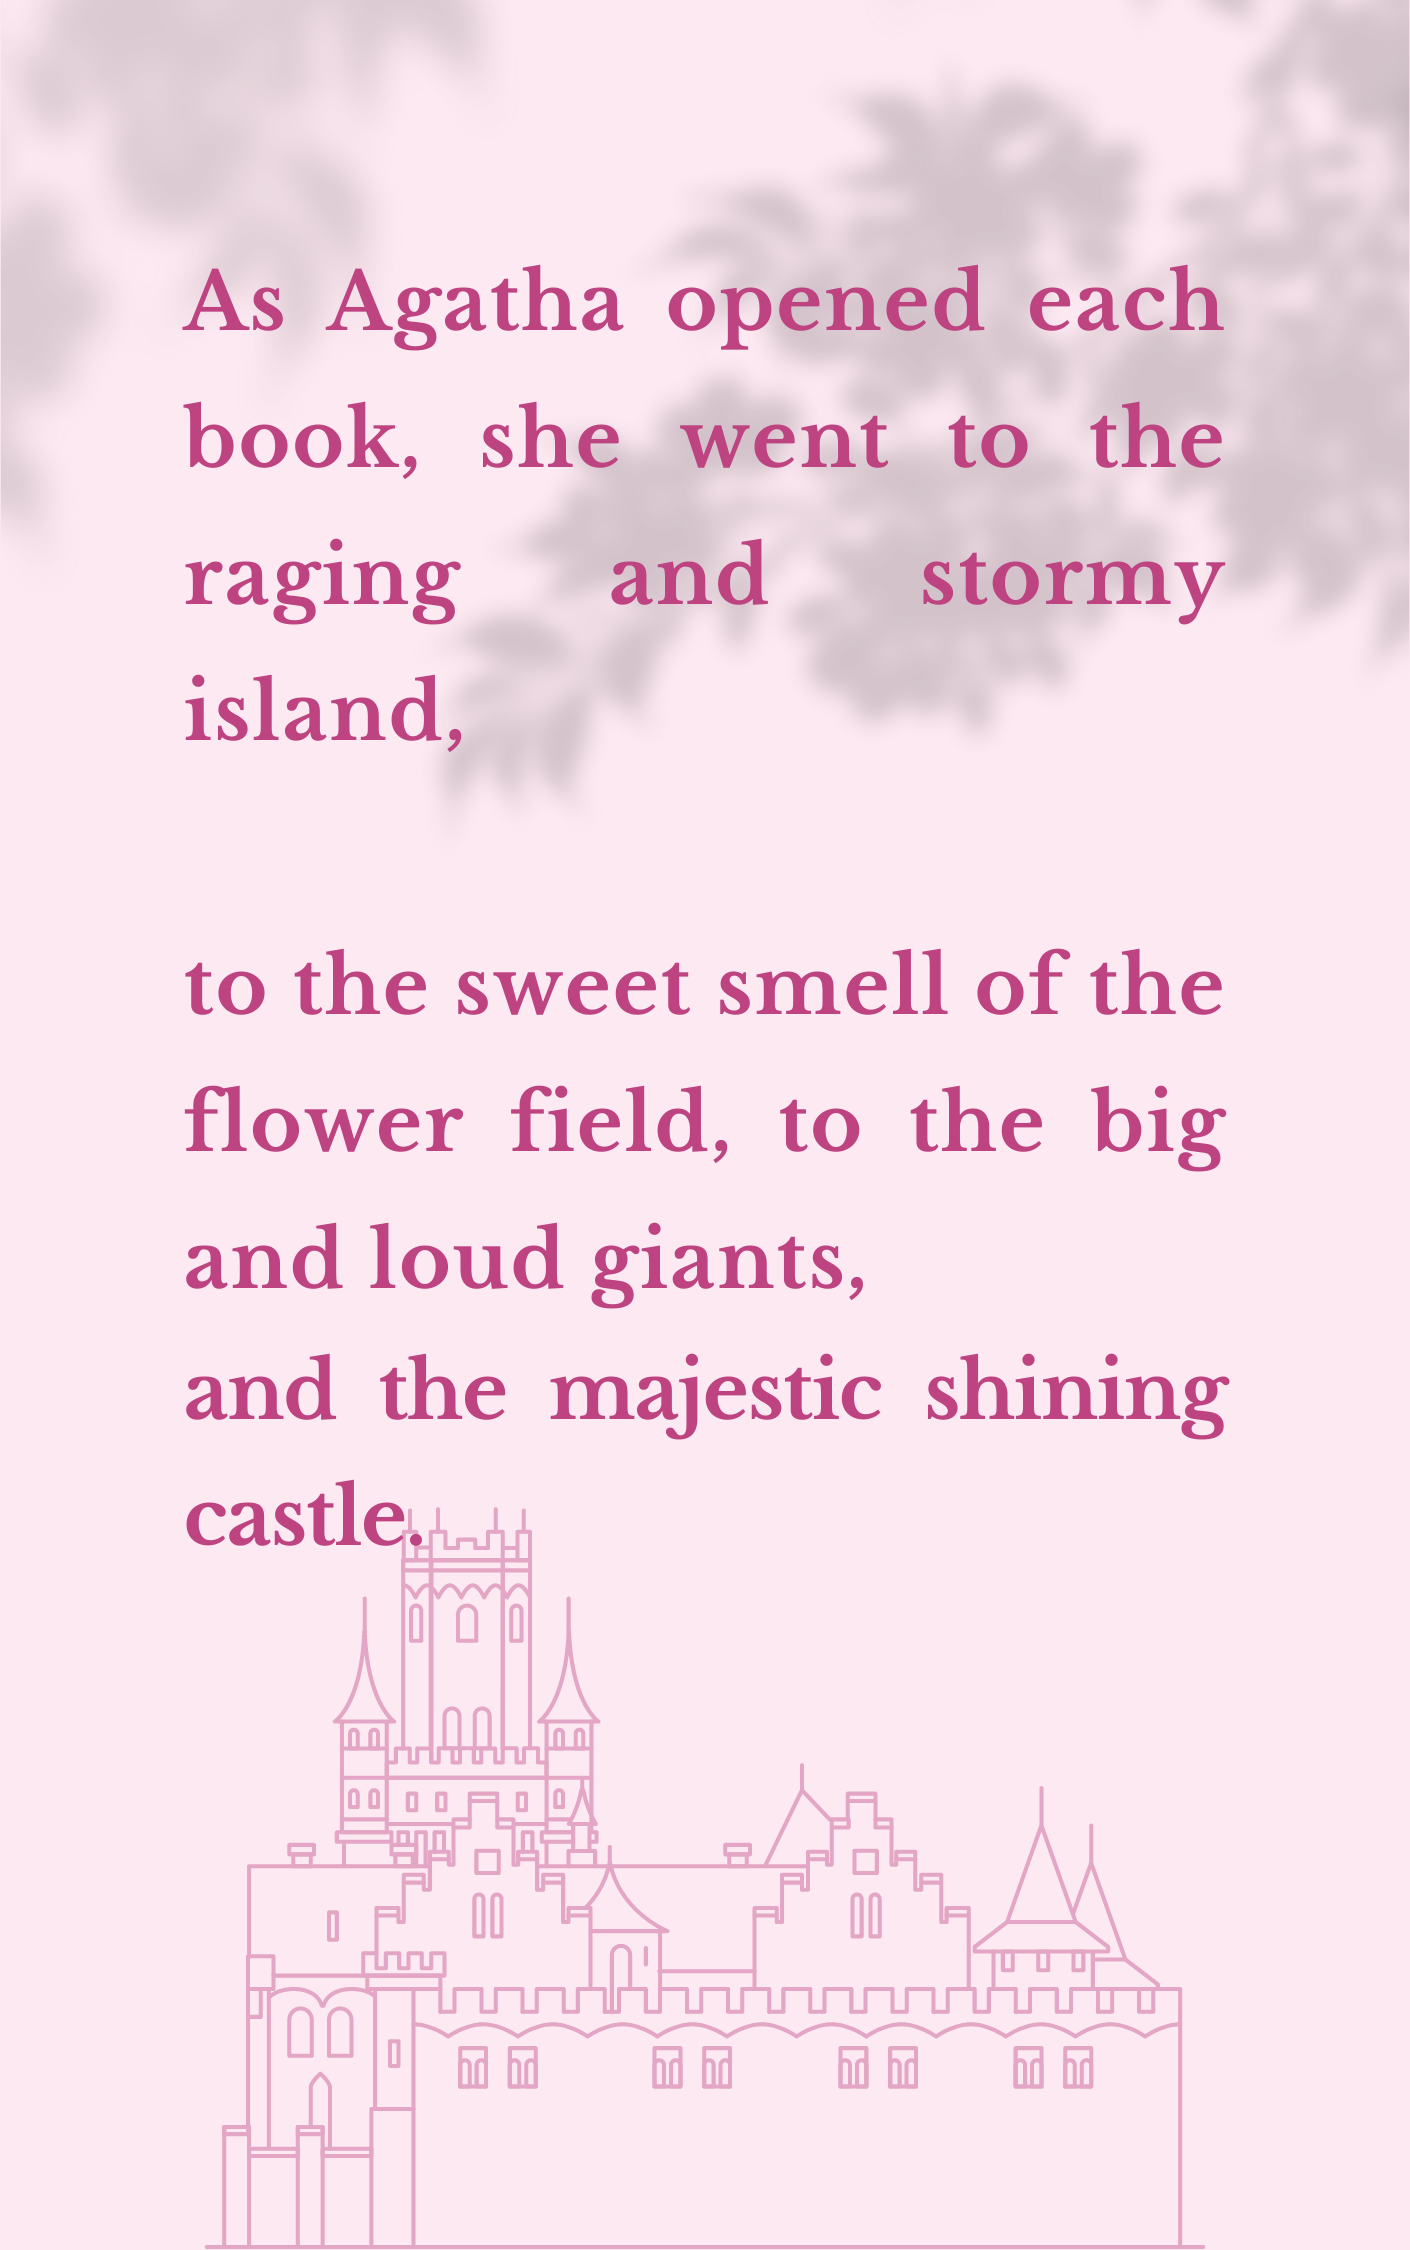 As Agatha opened each
book, she went to the
raging and stormy
island,
to the sweet smell of the
flower field, to the big
and loud giants,
and the majestic shining
castle.